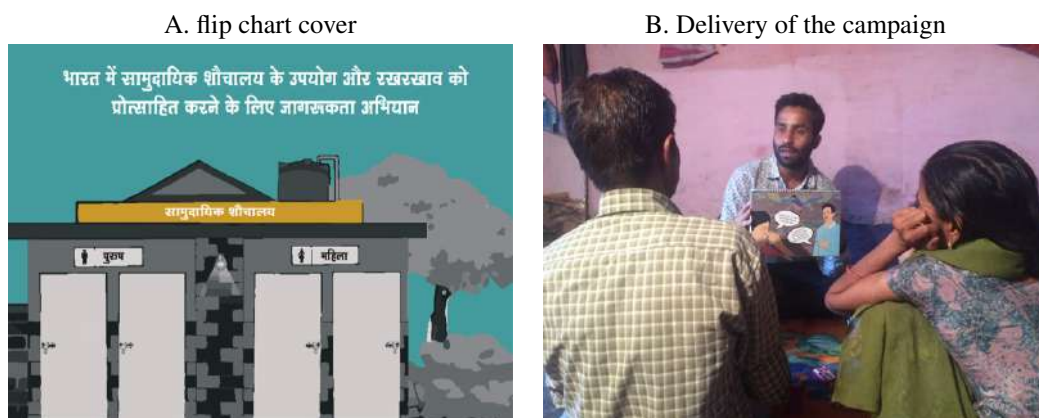 A. flip chart cover
भारत में सामुदायिक शौचालय के उपयोग और रखरखाव को
प्रोत्साहित करने के लिए जागरूकता अभियान
सामुदायिक शौचालय
पुरुष
महिला
B. Delivery of the campaign